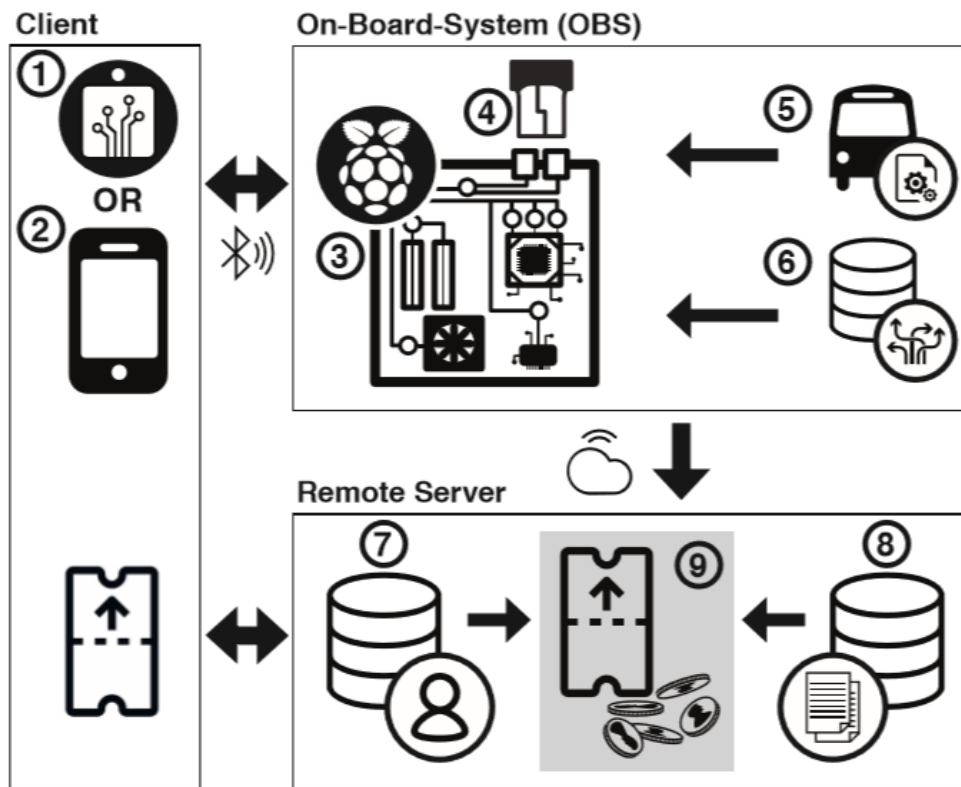 Client
On-Board-System (OBS)
1
4
5
OR
2
3
6
Remote Server
7
9
8